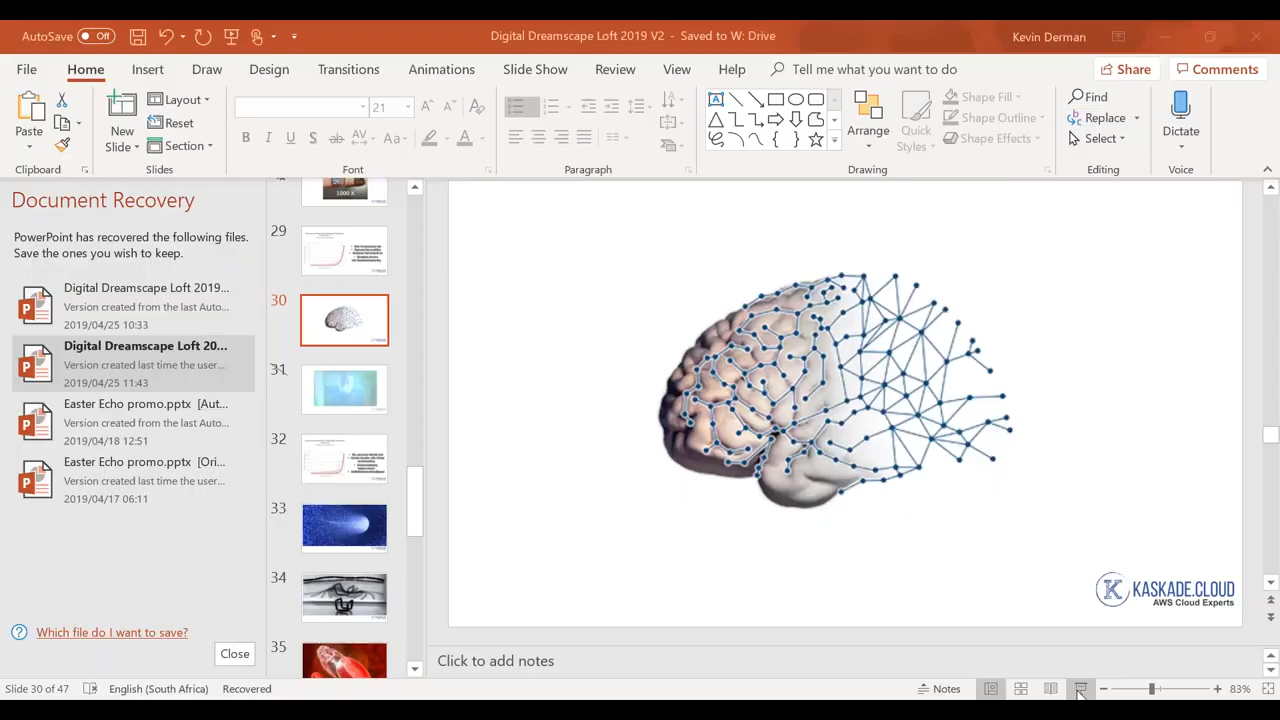 AutoSave Off
Digital Dreamscape Loft 2019 V2 - Saved to W: Drive
Kevin Derman
File Home Insert Draw Design Transitions Animations Slide Show Review View Help Tell me what you want to do
Share Comments
Paste
Clipboard
New
Slide
Layout
Reset
Section
Slides
21
Font
Paragraph
Arrange
Quick
Styles
Shape Fill
Shape Outline
Shape Effects
Drawing
Find
Replace
Select
Editing
Dictate
Voice
Document Recovery
PowerPoint has recovered the following files.
Save the ones you wish to keep.
Digital Dreamscape Loft 2019...
Version created from the last Auto...
2019/04/25 10:33
Digital Dreamscape Loft 20...
Version created last time the user...
2019/04/25 11:43
Easter Echo promo.pptx [Aut...
Version created from the last Auto...
2019/04/18 12:51
Easter Echo promo.pptx [Ori...
Version created last time the user...
2019/04/17 06:11
Which file do I want to save?
Close
1000 X
29
30
31
32
33
34
35
KASKADE.CLOUD
AWS Cloud Experts
Click to add notes
Slide 30 of 47 English (South Africa) Recovered
Notes
83%